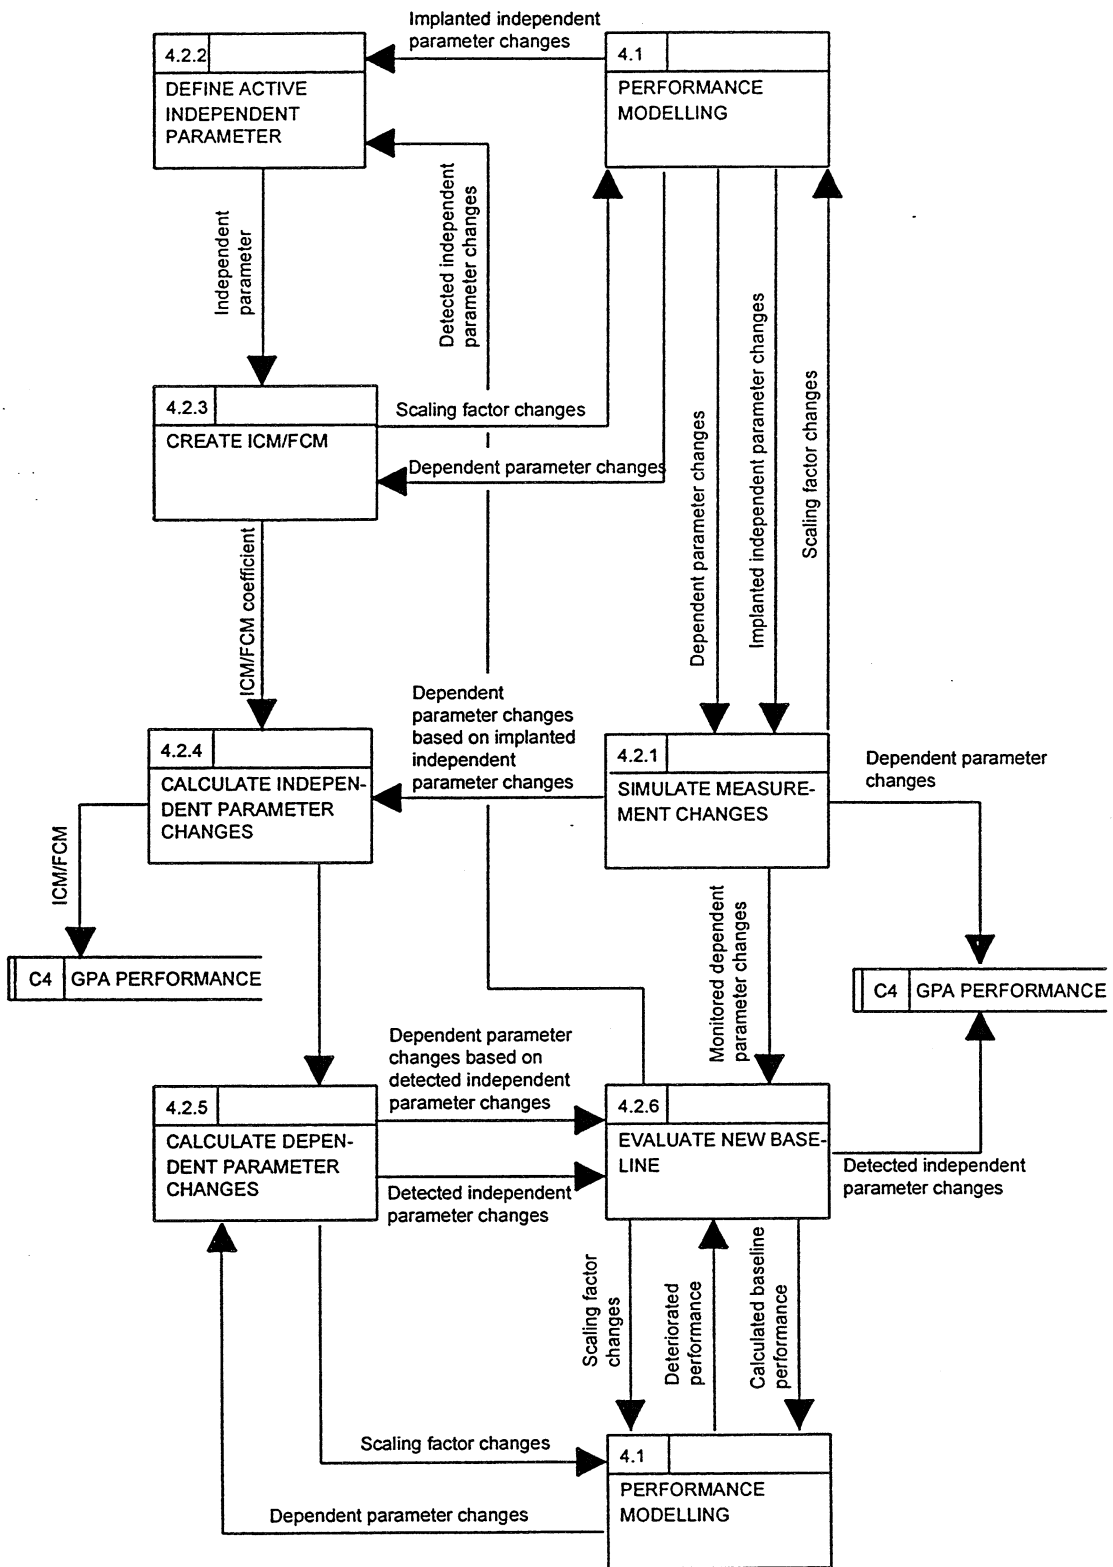 Implanted independent
parameter changes
4.2.2
DEFINE ACTIVE
INDEPENDENT
PARAMETER
4.1
PERFORMANCE
MODELLING
Independent
parameter
Detected independent
parameter changes
4.2.3
CREATE ICM/FCM
Scaling factor changes
Dependent parameter changes
Dependent parameter changes
Implanted independent parameter changes
Scaling factor changes
ICM/FCM coefficient
Dependent
parameter changes
based on implanted
independent
parameter changes
4.2.4
CALCULATE INDEPEN-
DENT PARAMETER
CHANGES
4.2.1
SIMULATE MEASURE-
MENT CHANGES
Dependent parameter
changes
ICM/FCM
Monitored dependent
parameter changes
C4 GPA PERFORMANCE
C4 GPA PERFORMANCE
Dependent parameter
changes based on
detected independent
parameter changes
4.2.5
CALCULATE DEPEN-
DENT PARAMETER
CHANGES
Detected independent
parameter changes
4.2.6
EVALUATE NEW BASE-
LINE
Detected independent
parameter changes
Scaling factor
changes
Deteriorated
performance
Calculated baseline
performance
Scaling factor changes
Dependent parameter changes
4.1
PERFORMANCE
MODELLING